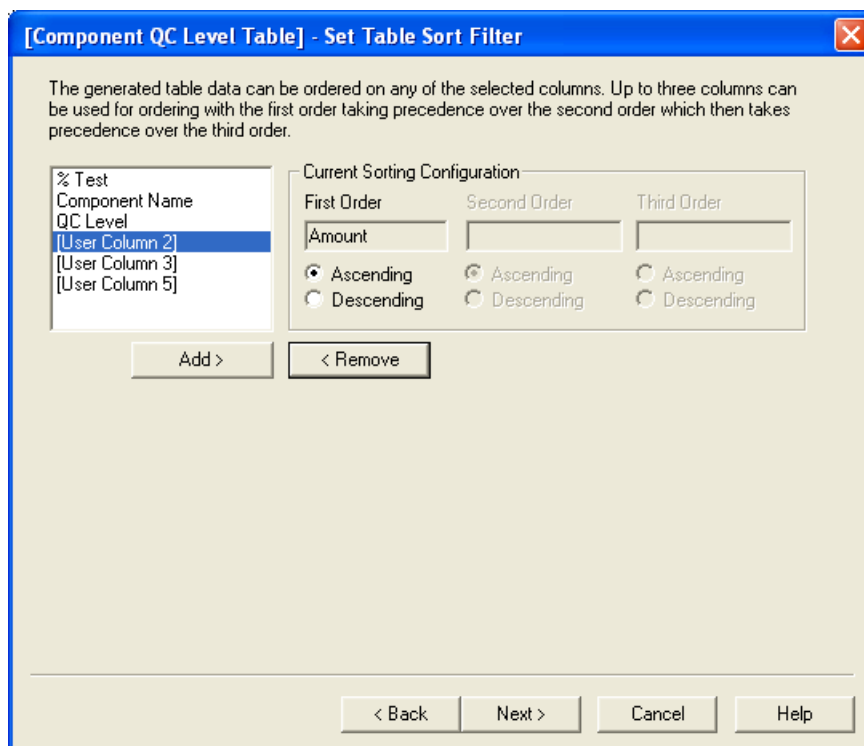 [Component QC Level Table] - Set Table Sort Filter
The generated table data can be ordered on any of the selected columns. Up to three columns can
be used for ordering with the first order taking precedence over the second order which then takes
precedence over the third order.
% Test
Component Name
QC Level
[User Column 2]
[User Column 3]
[User Column 5]
Current Sorting Configuration
First Order Second Order Third Order
Amount
Ascending Ascending Ascending
Descending Descending Descending
Add > < Remove
< Back Next > Cancel Help